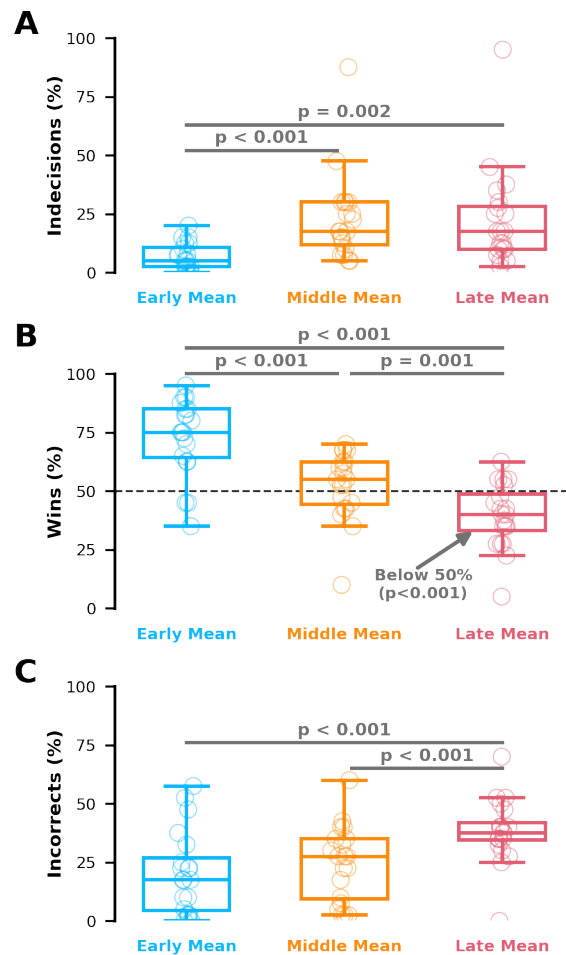 A
100
p = 0.002
75
p < 0.001
50
25
0
Indecisions (%)
Early Mean
Middle Mean
Late Mean
B
p < 0.001
p < 0.001
p = 0.001
100
75
50
25
0
Wins (%)
Below 50%
(p<0.001)
Early Mean
Middle Mean
Late Mean
C
100
75
p < 0.001
p < 0.001
50
25
0
Incorrects (%)
Early Mean
Middle Mean
Late Mean